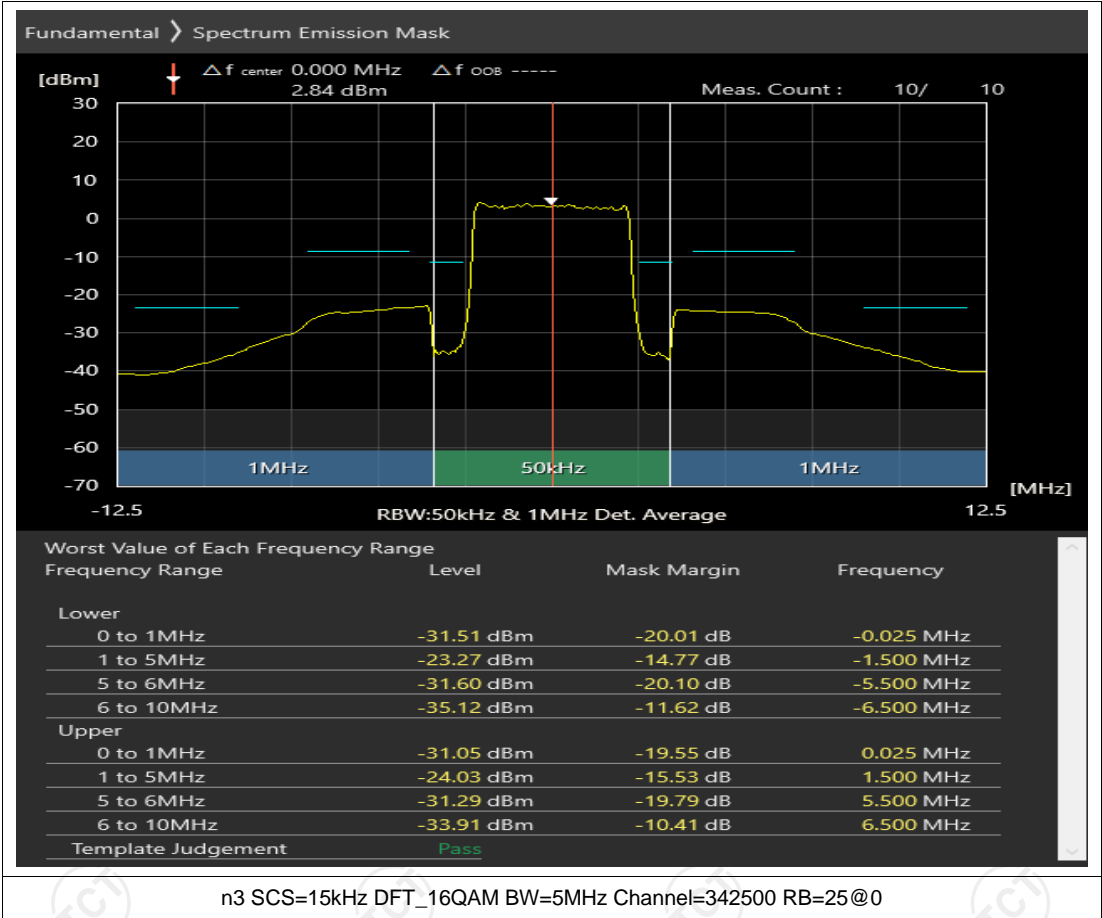 Fundamental ❯ Spectrum Emission Mask
[dBm] △f center 0.000 MHz △f OOB -----
2.84 dBm Meas. Count : 10/ 10
30
20
10
0
-10
-20
-30
-40
-50
-60
1MHz 50kHz 1MHz
-70
[MHz]
-12.5 RBW:50kHz & 1MHz Det. Average 12.5
Worst Value of Each Frequency Range
Frequency Range Level Mask Margin Frequency
Lower
0 to 1MHz -31.51 dBm -20.01 dB -0.025 MHz
1 to 5MHz -23.27 dBm -14.77 dB -1.500 MHz
5 to 6MHz -31.60 dBm -20.10 dB -5.500 MHz
6 to 10MHz -35.12 dBm -11.62 dB -6.500 MHz
Upper
0 to 1MHz -31.05 dBm -19.55 dB 0.025 MHz
1 to 5MHz -24.03 dBm -15.53 dB 1.500 MHz
5 to 6MHz -31.29 dBm -19.79 dB 5.500 MHz
6 to 10MHz -33.91 dBm -10.41 dB 6.500 MHz
Template Judgement Pass
n3 SCS=15kHz DFT_16QAM BW=5MHz Channel=342500 RB=25@0
TCT TCT TCT TCT